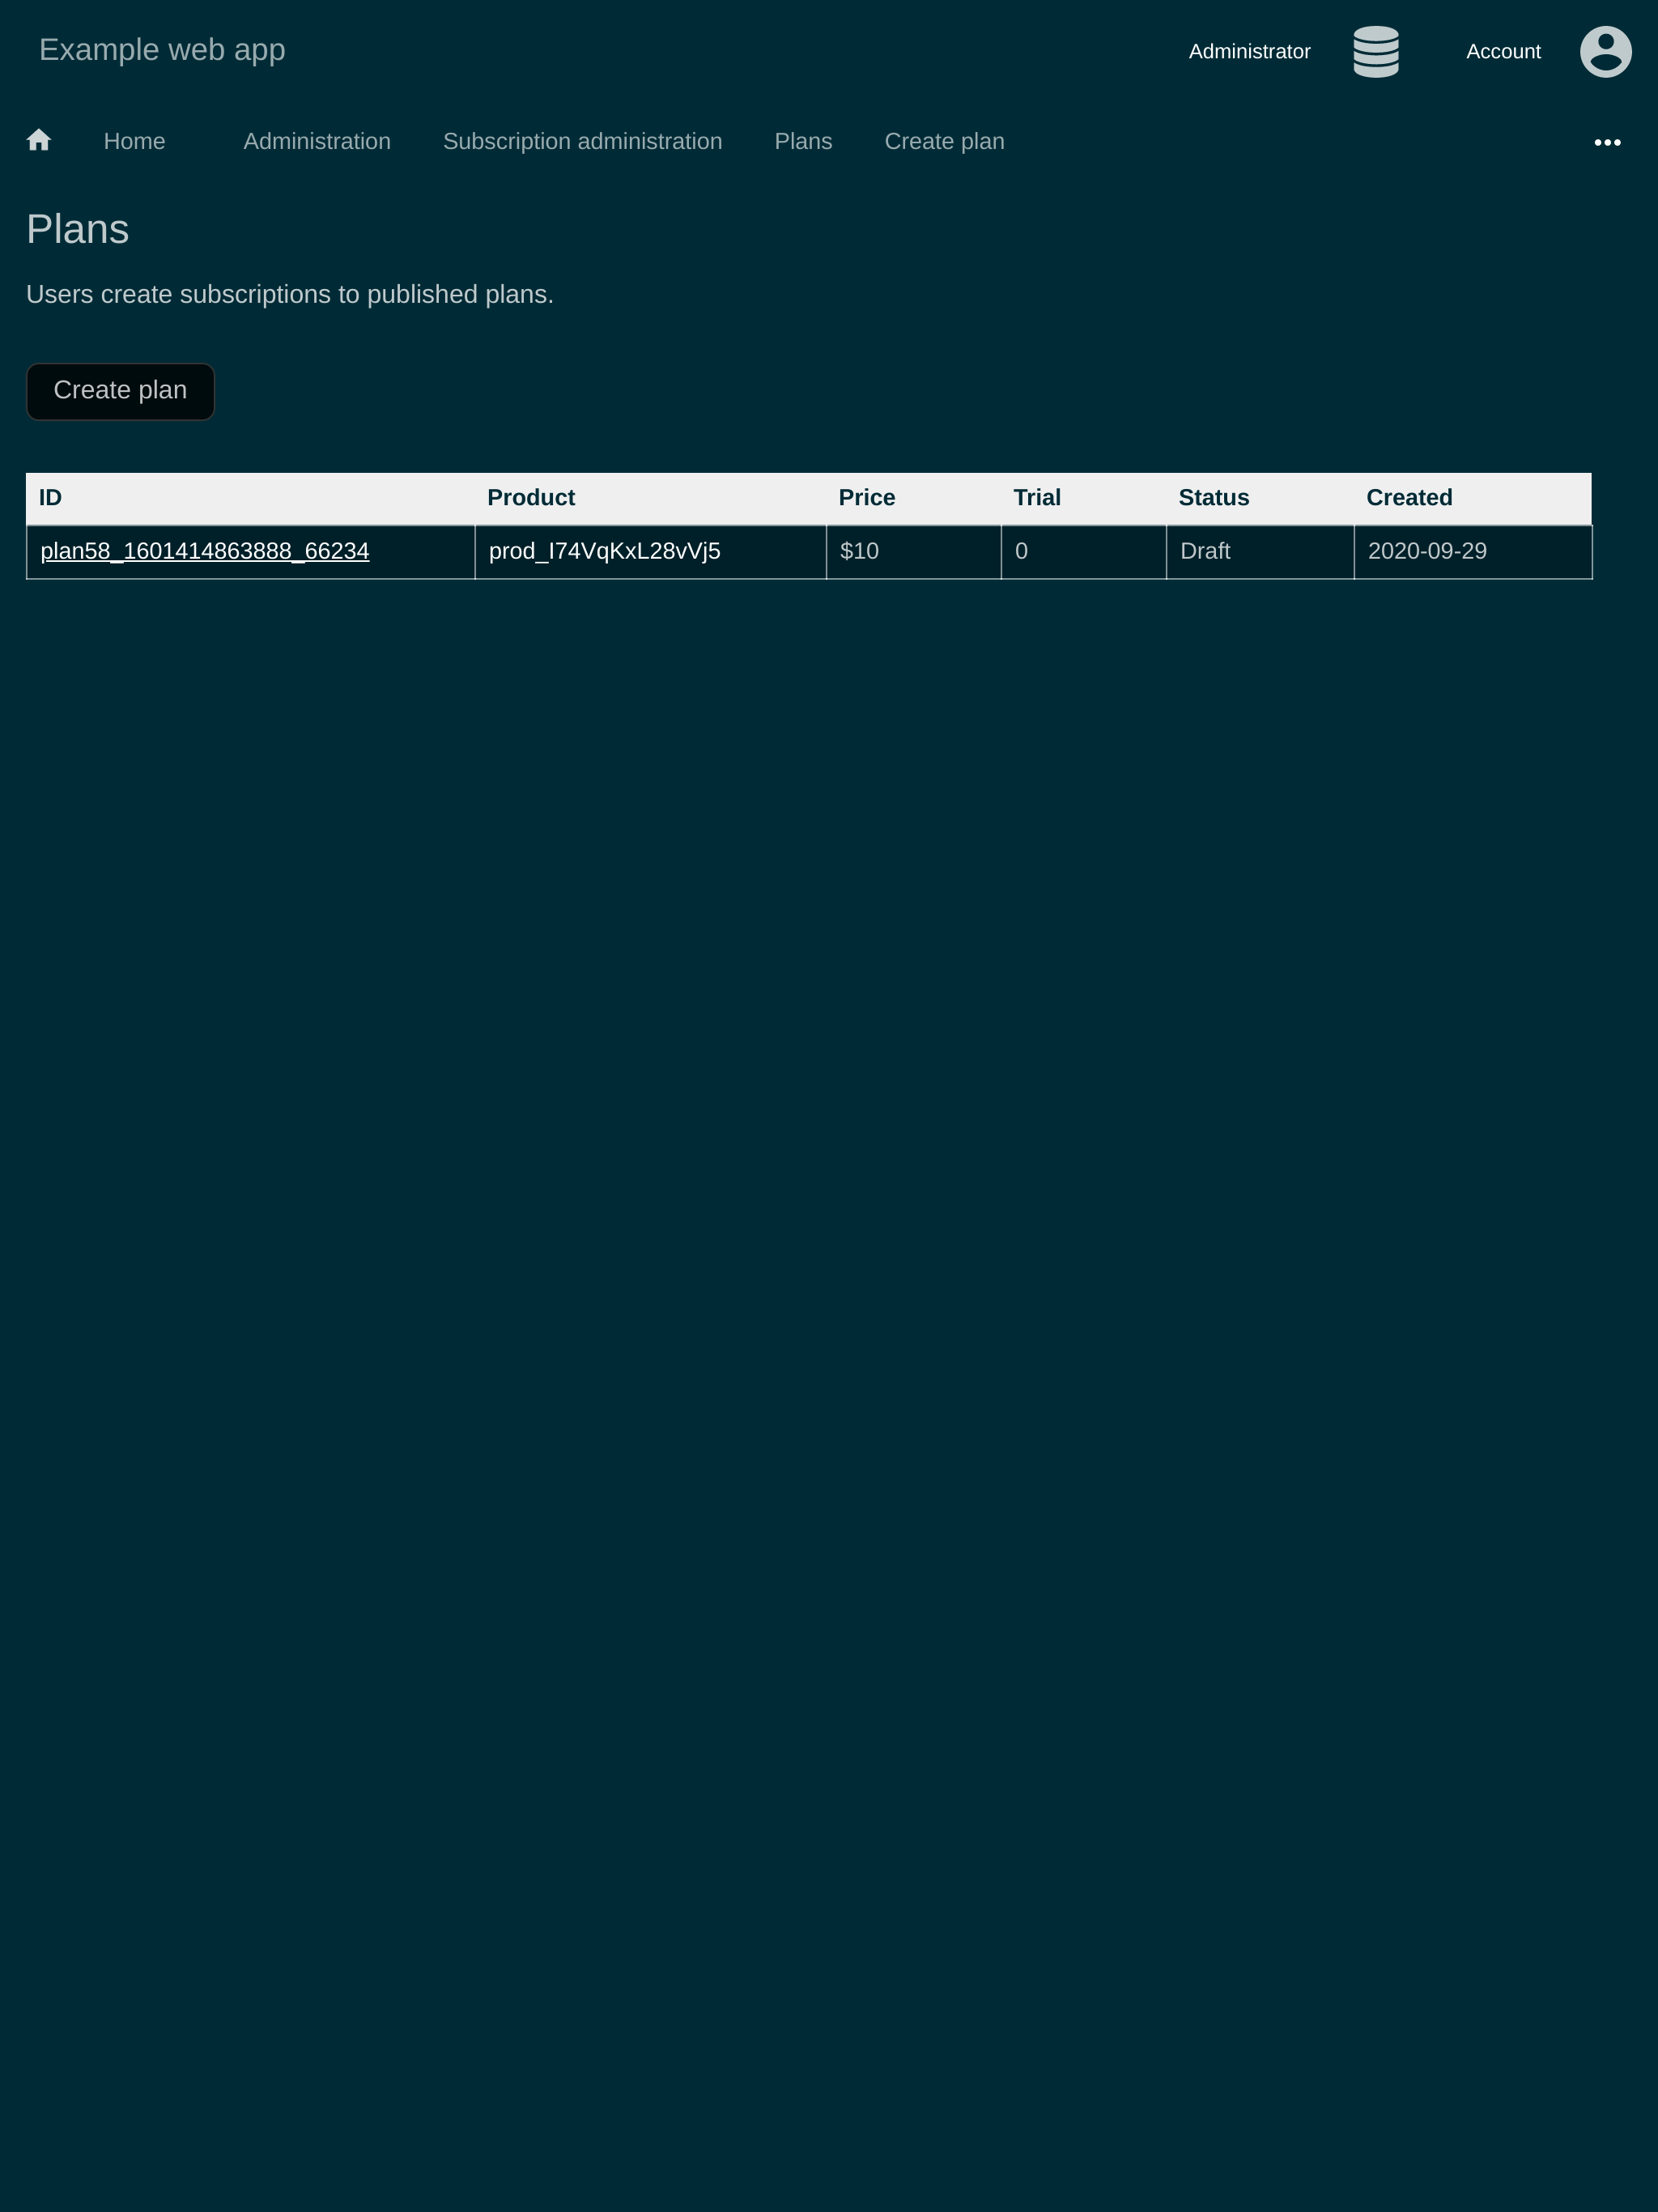 Example web app
Administrator
Account
Home Administration Subscription administration Plans Create plan
Plans
Users create subscriptions to published plans.
Create plan
ID Product Price Trial Status Created
plan58_1601414863888_66234 prod_I74VqKxL28vVj5 $10 0 Draft 2020-09-29